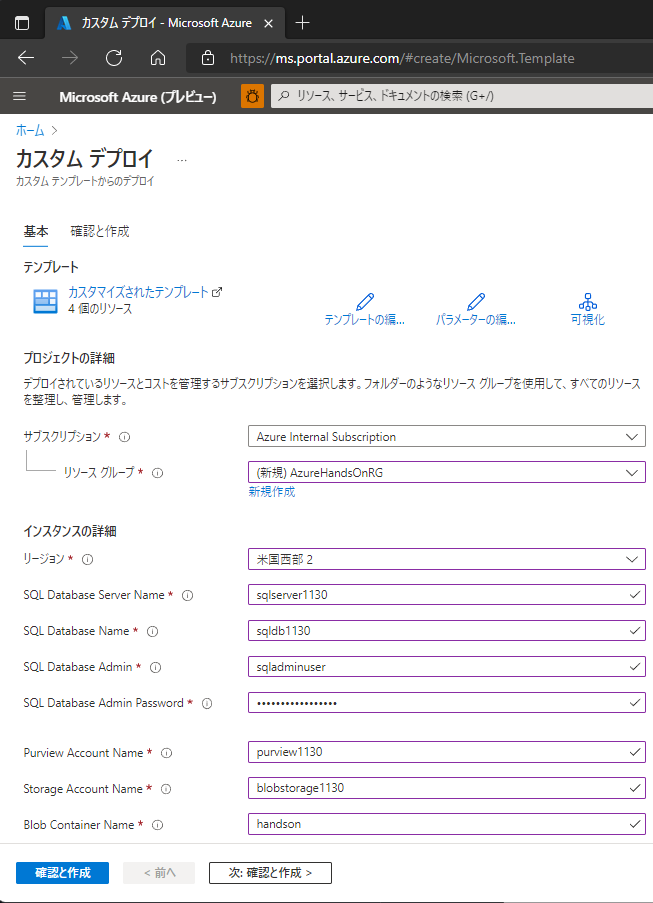 カスタム デプロイ - Microsoft Azure
https://ms.portal.azure.com/#create/Microsoft.Template
Microsoft Azure (プレビュー)
リソース、サービス、ドキュメントの検索 (G+/)
ホーム >
カスタム デプロイ ...
カスタム テンプレートからのデプロイ
基本 確認と作成
テンプレート
カスタマイズされたテンプレート
4 個のリソース
テンプレートの編... パラメーターの編... 可視化
プロジェクトの詳細
デプロイされているリソースとコストを管理するサブスクリプションを選択します。フォルダーのようなリソース グループを使用して、すべてのリソース
を整理し、管理します。
サブスクリプション * Azure Internal Subscription
リソース グループ * (新規) AzureHandsOnRG
新規作成
インスタンスの詳細
リージョン * 米国西部 2
SQL Database Server Name * sqlserver1130
SQL Database Name * sqldb1130
SQL Database Admin * sqladminuser
SQL Database Admin Password * •••••••••••••••••
Purview Account Name * purview1130
Storage Account Name * blobstorage1130
Blob Container Name * handson
確認と作成 < 前へ 次: 確認と作成 >